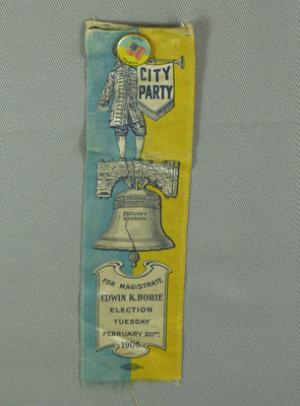 CITY
PARTY
FOR MAGISTRATE
EDWIN K. BORIE
ELECTION
TUESDAY
FEBRUARY 20TH
1906